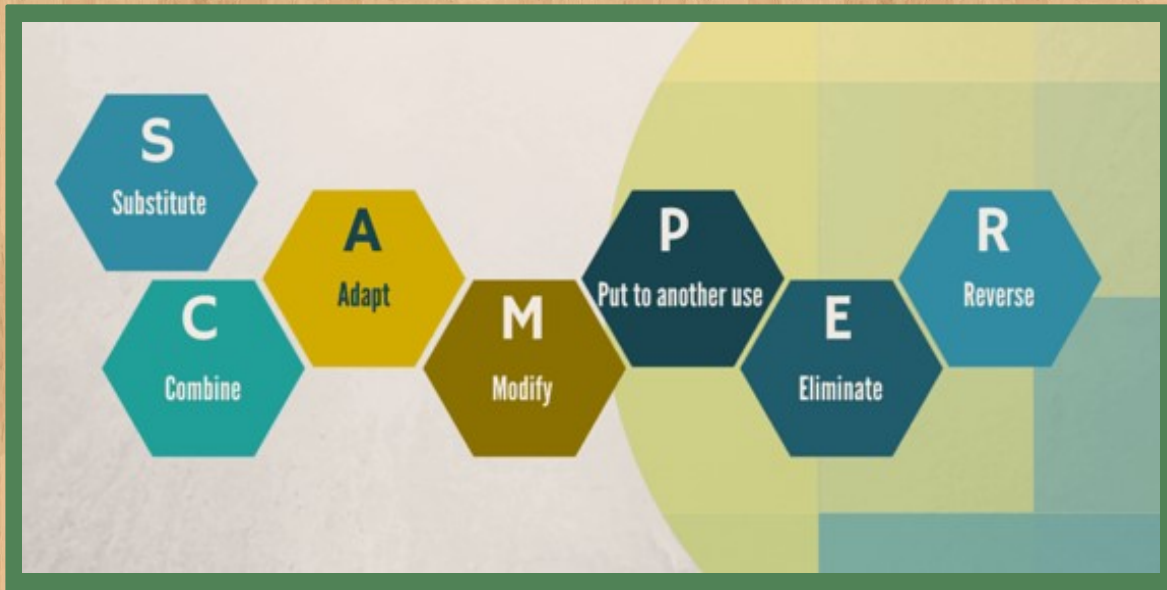 S
Substitute
C
Combine
A
Adapt
M
Modify
P
Put to another use
E
Eliminate
R
Reverse